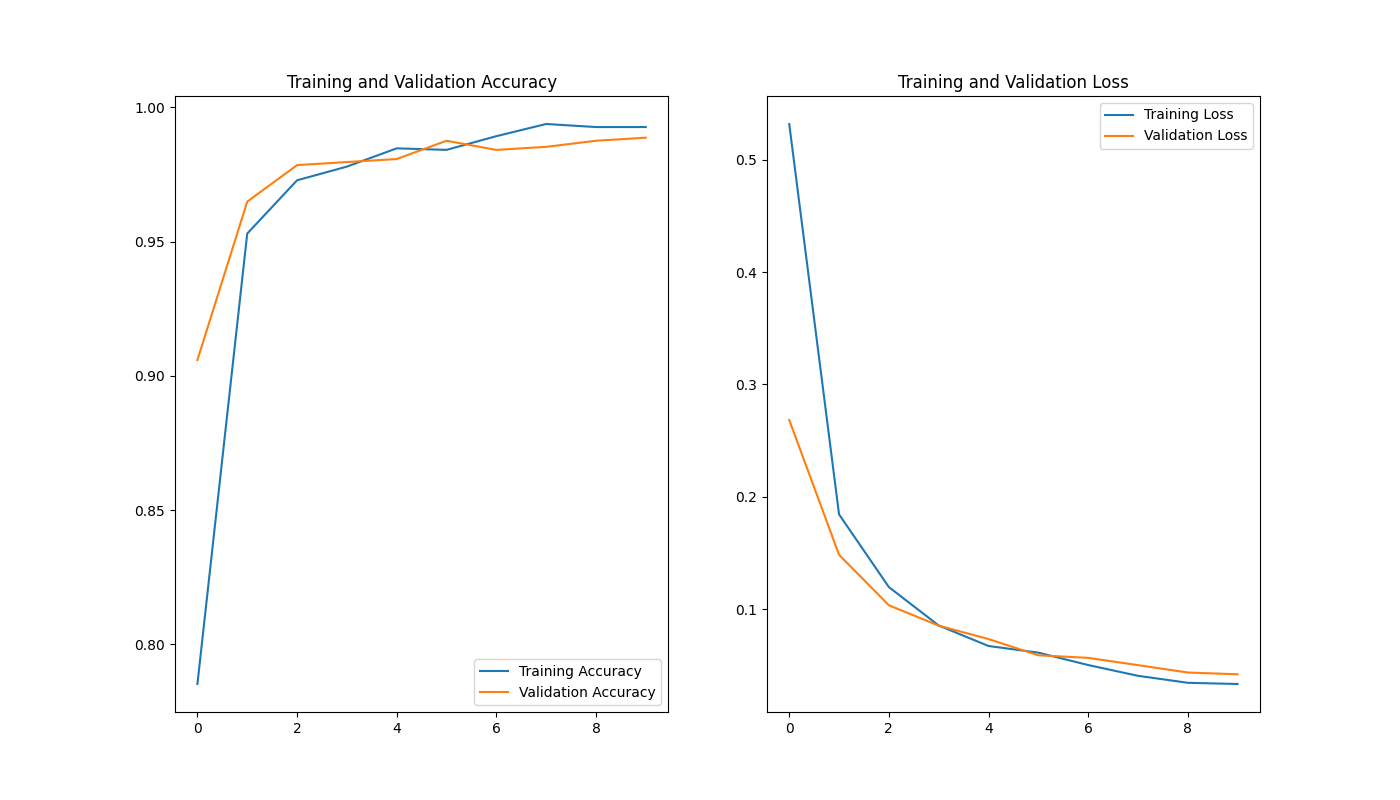 Training and Validation Accuracy
1.00
0.95
0.90
0.85
0.80
Training Accuracy
Validation Accuracy
0 2 4 6 8
Training and Validation Loss
Training Loss
Validation Loss
0.5
0.4
0.3
0.2
0.1
0 2 4 6 8